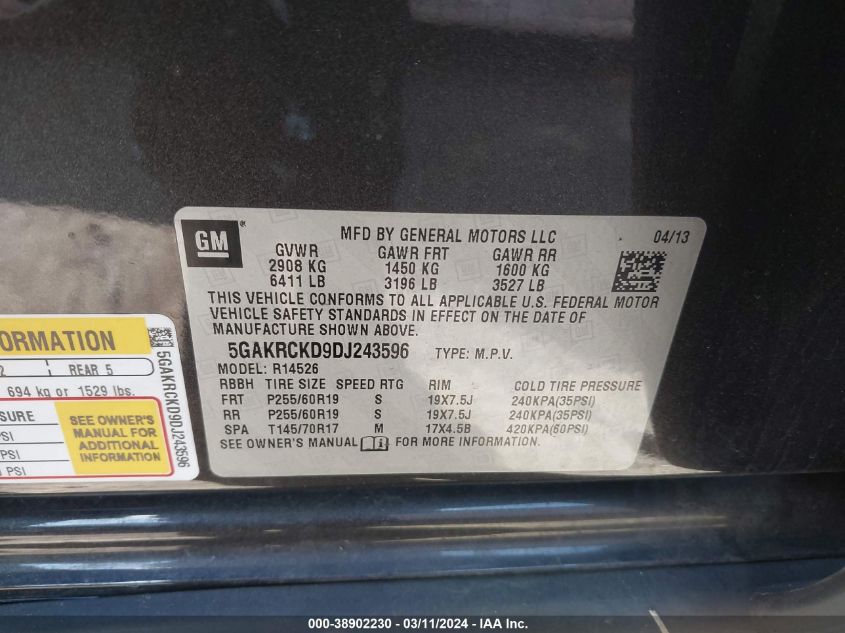 GM
MFD BY GENERAL MOTORS LLC 04/13
GVWR GAWR FRT GAWR RR
2908 KG 1450 KG 1600 KG
6411 LB 3196 LB 3527 LB
THIS VEHICLE CONFORMS TO ALL APPLICABLE U.S. FEDERAL MOTOR
VEHICLE SAFETY STANDARDS IN EFFECT ON THE DATE OF
MANUFACTURE SHOWN ABOVE.
5GAKRCKD9DJ243596 TYPE: M.P.V.
MODEL: R14526
RBBH TIRE SIZE SPEED RTG RIM COLD TIRE PRESSURE
FRT P255/60R19 S 19X7.5J 240KPA(35PSI)
RR P255/60R19 S 19X7.5J 240KPA(35PSI)
SPA T145/70R17 M 17X4.5B 420KPA(60PSI)
SEE OWNER'S MANUAL FOR MORE INFORMATION.
ORMATION
2 REAR 5
694 kg or 1529 lbs.
SURE
PSI
PSI
PSI
SEE OWNER'S
MANUAL FOR
ADDITIONAL
INFORMATION
5GAKRCKD9DJ243596
000-38902230 - 03/11/2024 - IAA Inc.